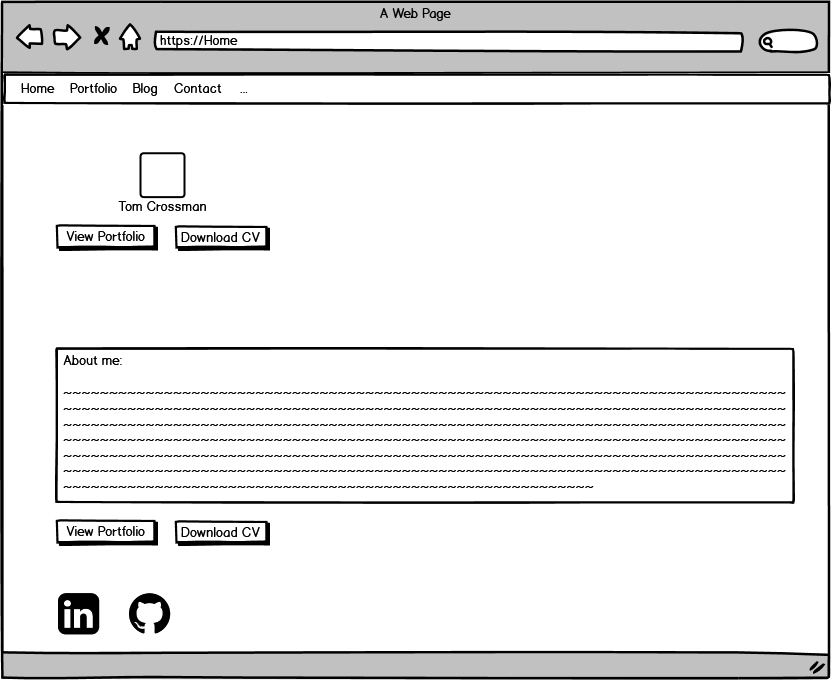 A Web Page
https://Home
Home Portfolio Blog Contact ...
Tom Crossman
View Portfolio Download CV
About me:
View Portfolio Download CV
in